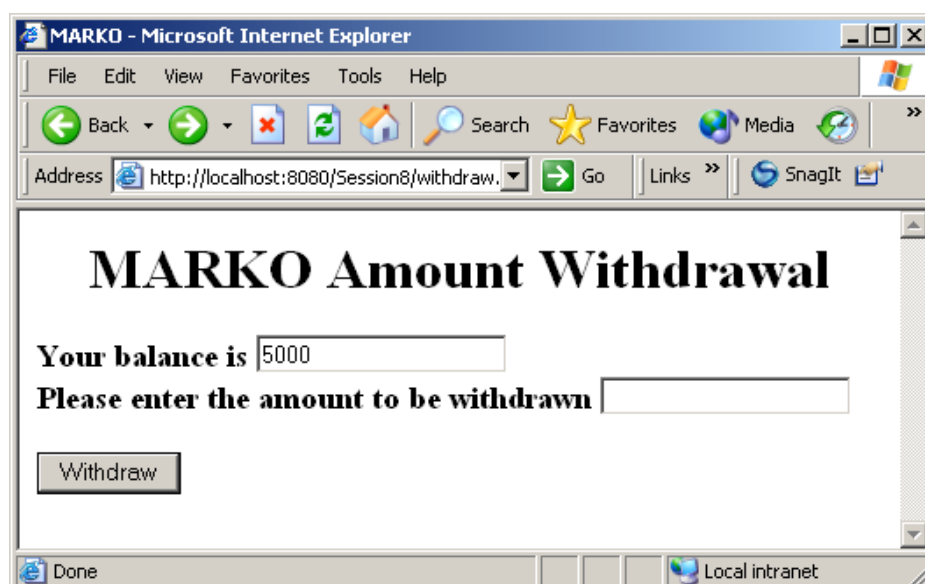 MARKO - Microsoft Internet Explorer
File Edit View Favorites Tools Help
Back Search Favorites Media »
Address http://localhost:8080/Session8/withdraw. Go Links » SnagIt
MARKO Amount Withdrawal
Your balance is 5000
Please enter the amount to be withdrawn
Withdraw
Done Local intranet